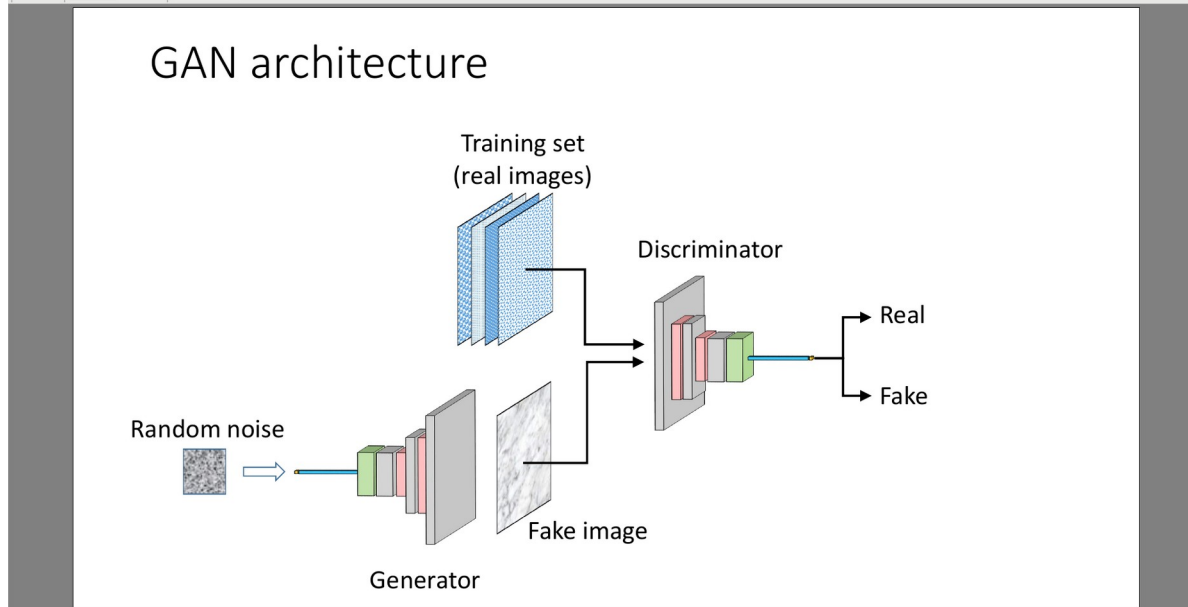 GAN architecture
Training set
(real images)
Discriminator
Real
Fake
Random noise
Fake image
Generator